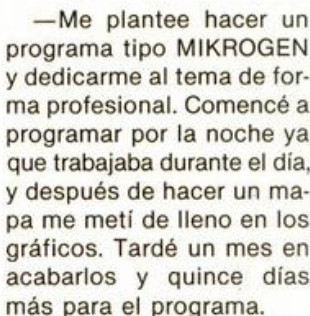 —Me plantee hacer un
programa tipo MIKROGEN
y dedicarme al tema de for-
ma profesional. Comencé a
programar por la noche ya
que trabajaba durante el día,
y después de hacer un ma-
pa me metí de lleno en los
gráficos. Tardé un mes en
acabarlos y quince días
más para el programa.